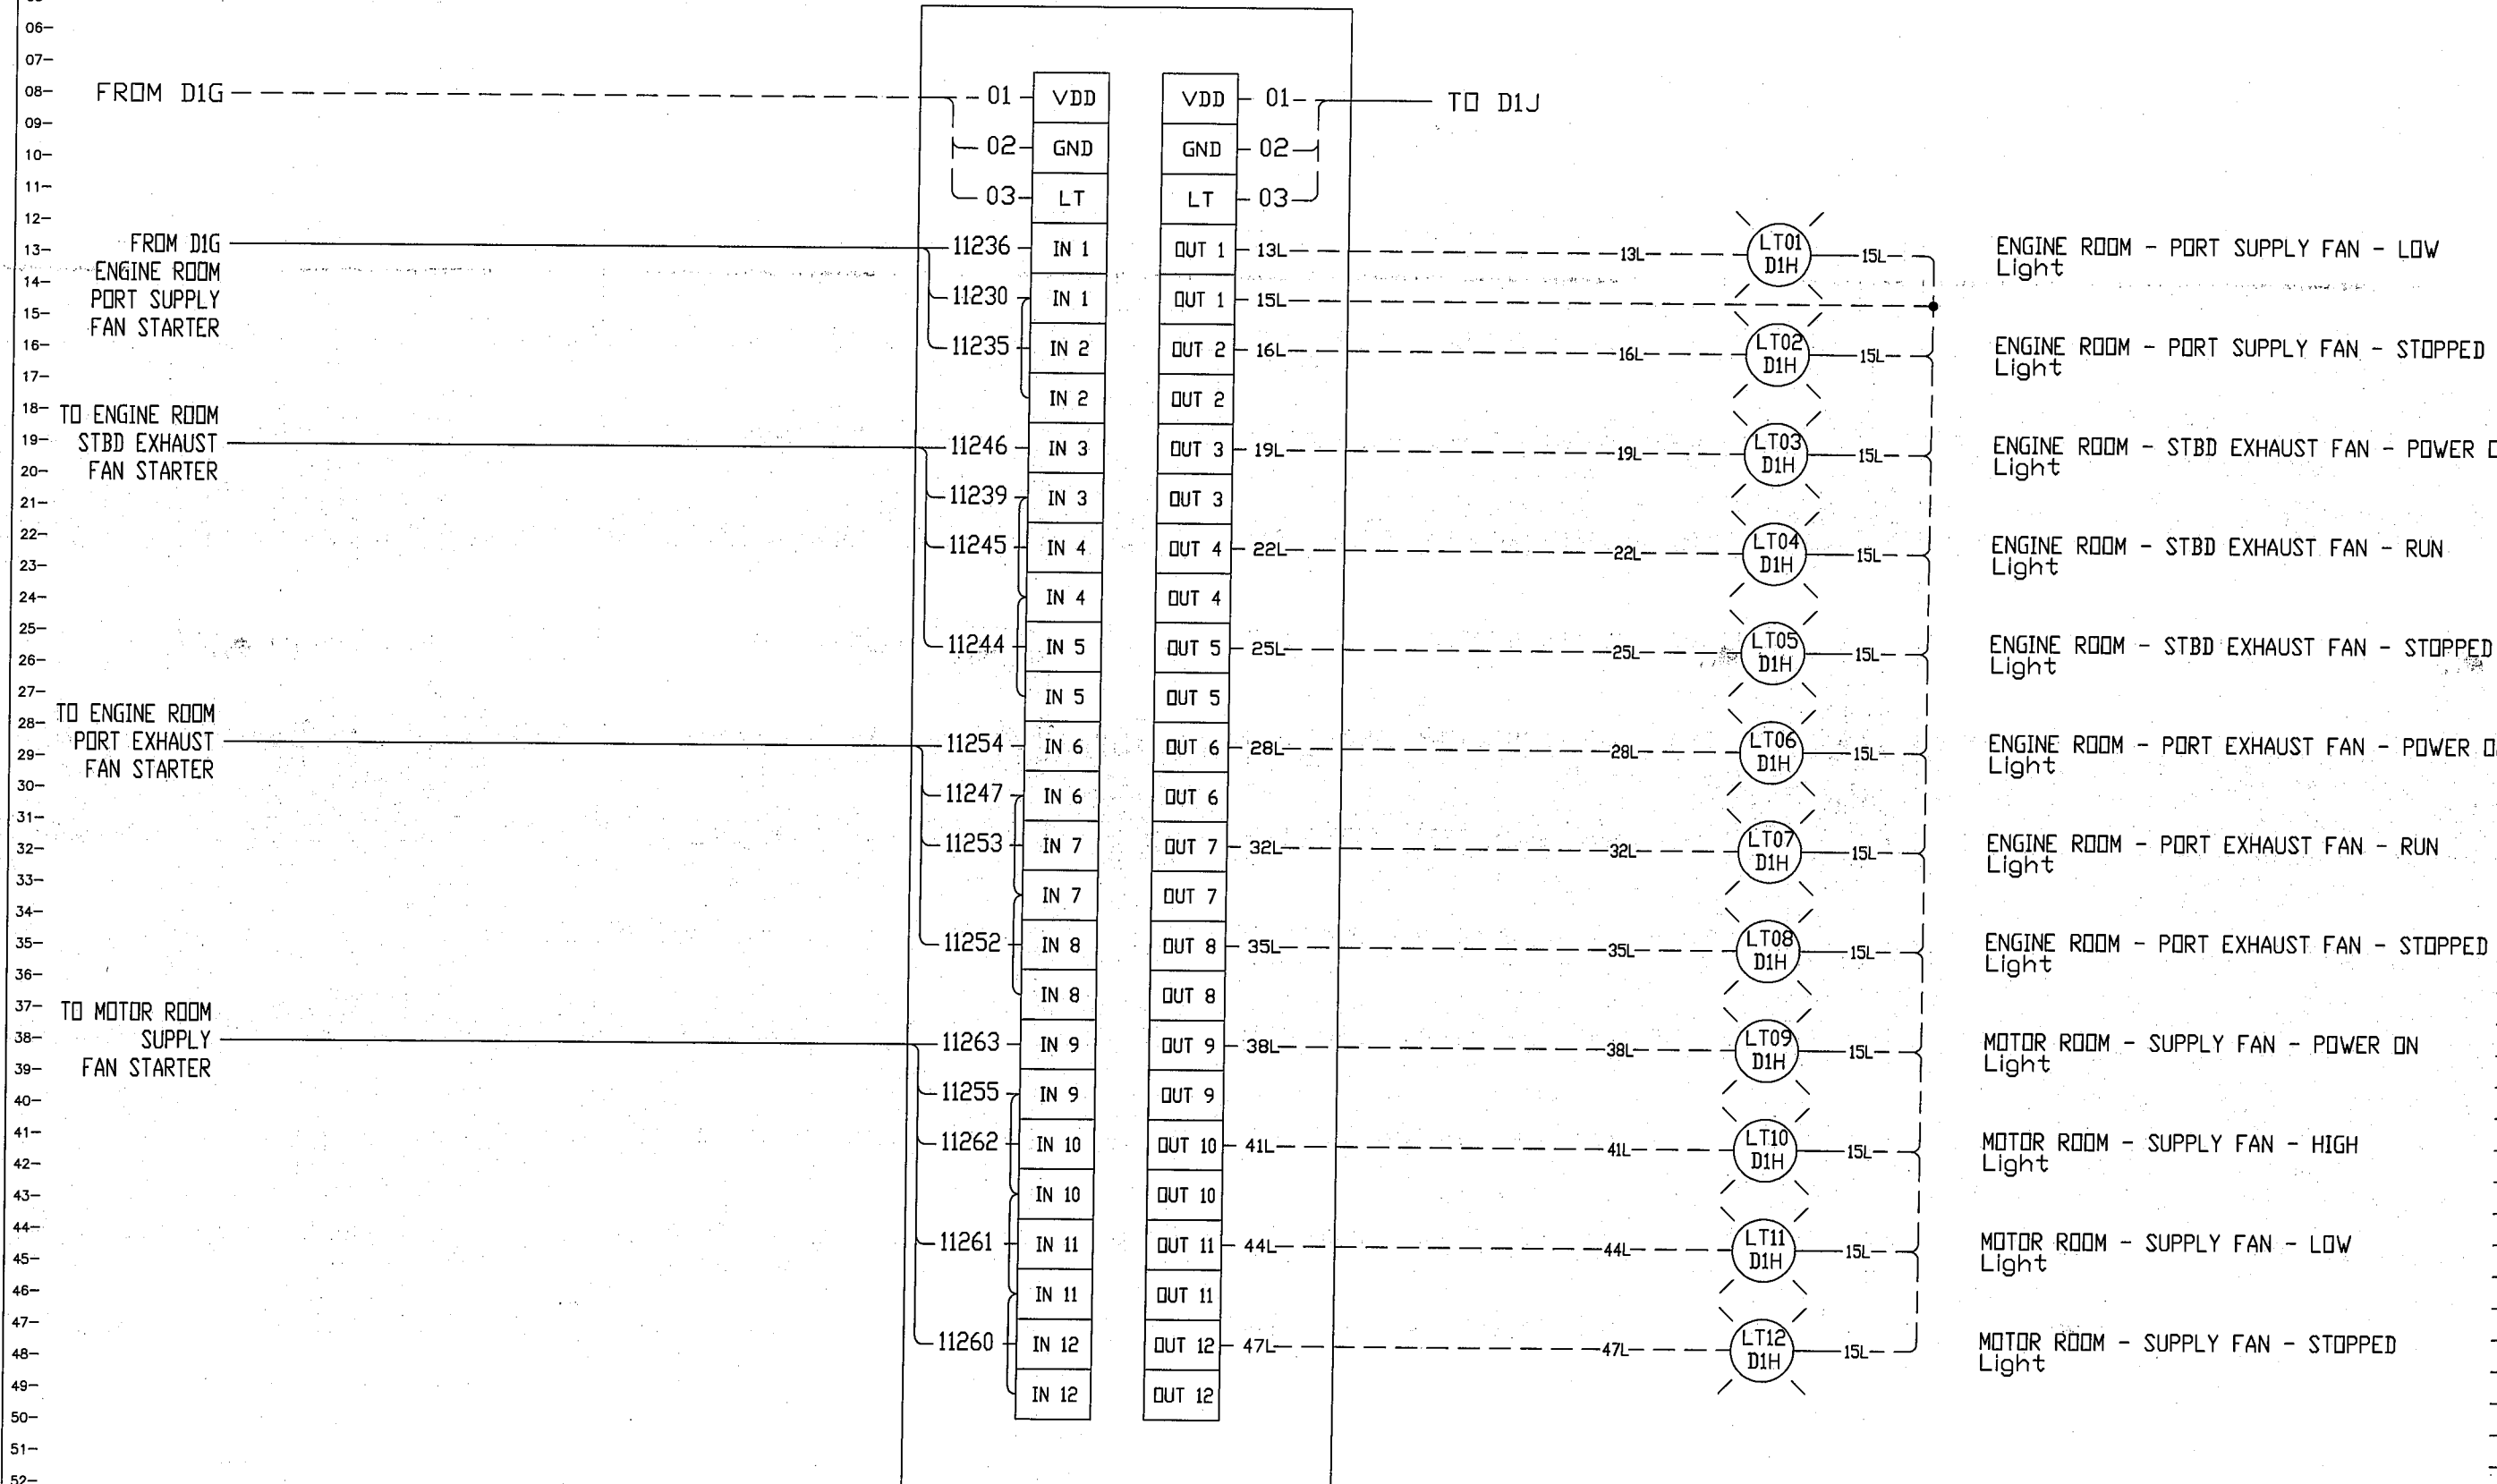 06-
07-
08-
09-
10-
11-
12-
13-
14-
15-
16-
17-
18-
19-
20-
21-
22-
23-
24-
25-
26-
27-
28-
29-
30-
31-
32-
33-
34-
35-
36-
37-
38-
39-
40-
41-
42-
43-
44-
45-
46-
47-
48-
49-
50-
51-
52-
FROM D1G
FROM D1G
ENGINE ROOM
PORT SUPPLY
FAN STARTER
TO ENGINE ROOM
STBD EXHAUST
FAN STARTER
TO ENGINE ROOM
PORT EXHAUST
FAN STARTER
TO MOTOR ROOM
SUPPLY
FAN STARTER
01 VDD
02 GND
03 LT
11236 IN 1
11230 IN 1
11235 IN 2
IN 2
11246 IN 3
11239 IN 3
11245 IN 4
IN 4
11244 IN 5
IN 5
11254 IN 6
11247 IN 6
11253 IN 7
IN 7
11252 IN 8
IN 8
11263 IN 9
11255 IN 9
11262 IN 10
IN 10
11261 IN 11
IN 11
11260 IN 12
IN 12
VDD 01 TO D1J
GND 02
LT 03
OUT 1 13L 13L LT01 D1H 15L
OUT 1 15L
OUT 2 16L 16L LT02 D1H 15L
OUT 2
OUT 3 19L 19L LT03 D1H 15L
OUT 3
OUT 4 22L 22L LT04 D1H 15L
OUT 4
OUT 5 25L 25L LT05 D1H 15L
OUT 5
OUT 6 28L 28L LT06 D1H 15L
OUT 6
OUT 7 32L 32L LT07 D1H 15L
OUT 7
OUT 8 35L 35L LT08 D1H 15L
OUT 8
OUT 9 38L 38L LT09 D1H 15L
OUT 9
OUT 10 41L 41L LT10 D1H 15L
OUT 10
OUT 11 44L 44L LT11 D1H 15L
OUT 11
OUT 12 47L 47L LT12 D1H 15L
OUT 12
ENGINE ROOM - PORT SUPPLY FAN - LOW
Light
ENGINE ROOM - PORT SUPPLY FAN - STOPPED
Light
ENGINE ROOM - STBD EXHAUST FAN - POWER
Light
ENGINE ROOM - STBD EXHAUST FAN - RUN
Light
ENGINE ROOM - STBD EXHAUST FAN - STOPPED
Light
ENGINE ROOM - PORT EXHAUST FAN - POWER
Light
ENGINE ROOM - PORT EXHAUST FAN - RUN
Light
ENGINE ROOM - PORT EXHAUST FAN - STOPPED
Light
MOTOR ROOM - SUPPLY FAN - POWER ON
Light
MOTOR ROOM - SUPPLY FAN - HIGH
Light
MOTOR ROOM - SUPPLY FAN - LOW
Light
MOTOR ROOM - SUPPLY FAN - STOPPED
Light